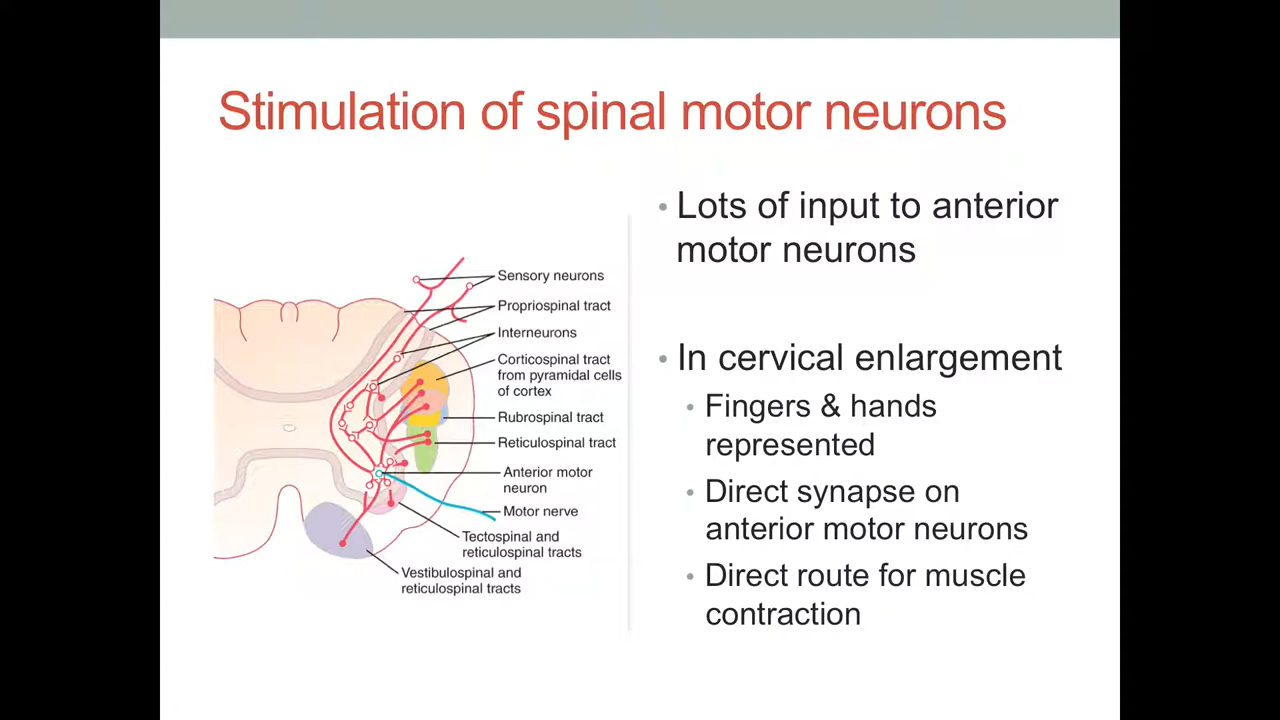 Stimulation of spinal motor neurons
Sensory neurons
Propriospinal tract
Interneurons
Corticospinal tract
from pyramidal cells
of cortex
Rubrospinal tract
Reticulospinal tract
Anterior motor
neuron
Motor nerve
Tectospinal and
reticulospinal tracts
Vestibulospinal and
reticulospinal tracts
• Lots of input to anterior
motor neurons
• In cervical enlargement
• Fingers & hands
represented
• Direct synapse on
anterior motor neurons
• Direct route for muscle
contraction